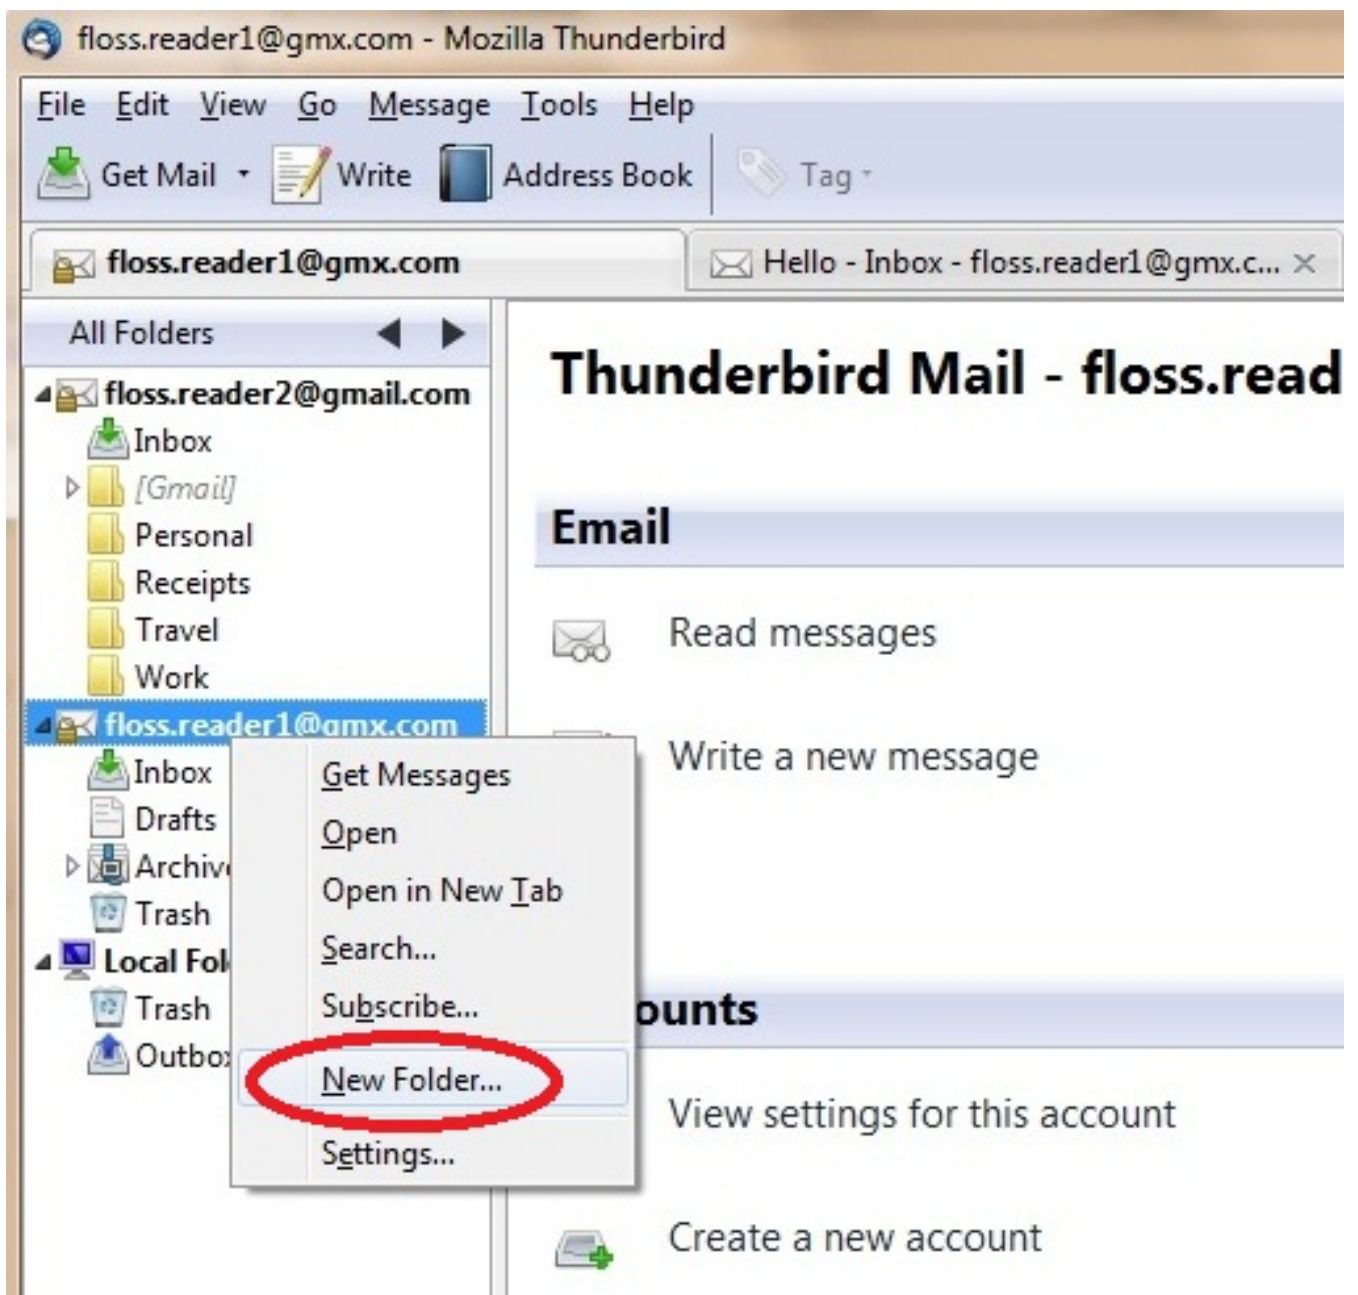 floss.reader1@gmx.com - Mozilla Thunderbird
File Edit View Go Message Tools Help
Get Mail Write Address Book Tag
floss.reader1@gmx.com Hello - Inbox - floss.reader1@gmx.c...
All Folders
floss.reader2@gmail.com
Inbox
[Gmail]
Personal
Receipts
Travel
Work
floss.reader1@gmx.com
Inbox
Drafts
Archive
Trash
Local Fol
Trash
Outbox
Get Messages
Open
Open in New Tab
Search...
Subscribe...
New Folder...
Settings...
Thunderbird Mail - floss.read
Email
Read messages
Write a new message
ounts
View settings for this account
Create a new account